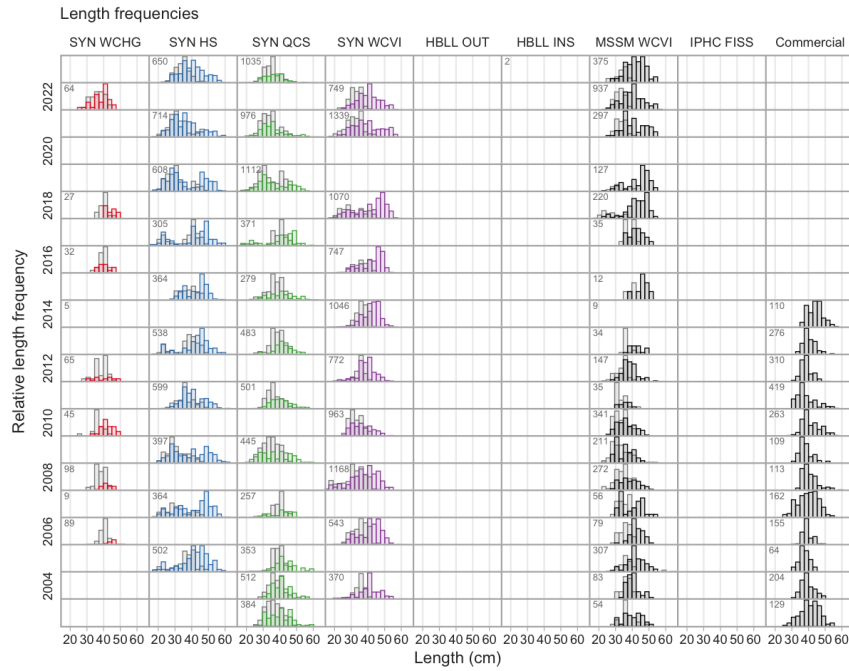 Length frequencies
SYN WCHG SYN HS SYN QCS SYN WCVI HBLL OUT HBLL INS MSSM WCVI IPHC FISS Commercial
650 1035 2 375
2022 64 749 937
714 976 1339 297
2020
608 1112 127
2018 27 1070 220
305 371 35
2016 32 747
364 279 12
2014 5 1046 9 110
538 483 34 276
2012 65 772 147 310
599 501 35 419
2010 45 963 341 263
397 445 211 109
2008 98 1168 272 113
9 364 257 56 162
2006 89 543 79 155
502 353 307 64
2004 512 370 83 204
384 54 129
20 30 40 50 60 20 30 40 50 60 20 30 40 50 60 20 30 40 50 60 20 30 40 50 60 20 30 40 50 60 20 30 40 50 60 20 30 40 50 60 20 30 40 50 60
Length (cm)
Relative length frequency